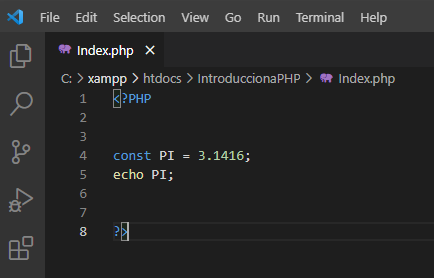 File Edit Selection View Go Run Terminal Help
Index.php ×
C: > xampp > htdocs > IntroduccionaPHP > Index.php
1 <?PHP
2
3
4 const PI = 3.1416;
5 echo PI;
6
7
8 ?>